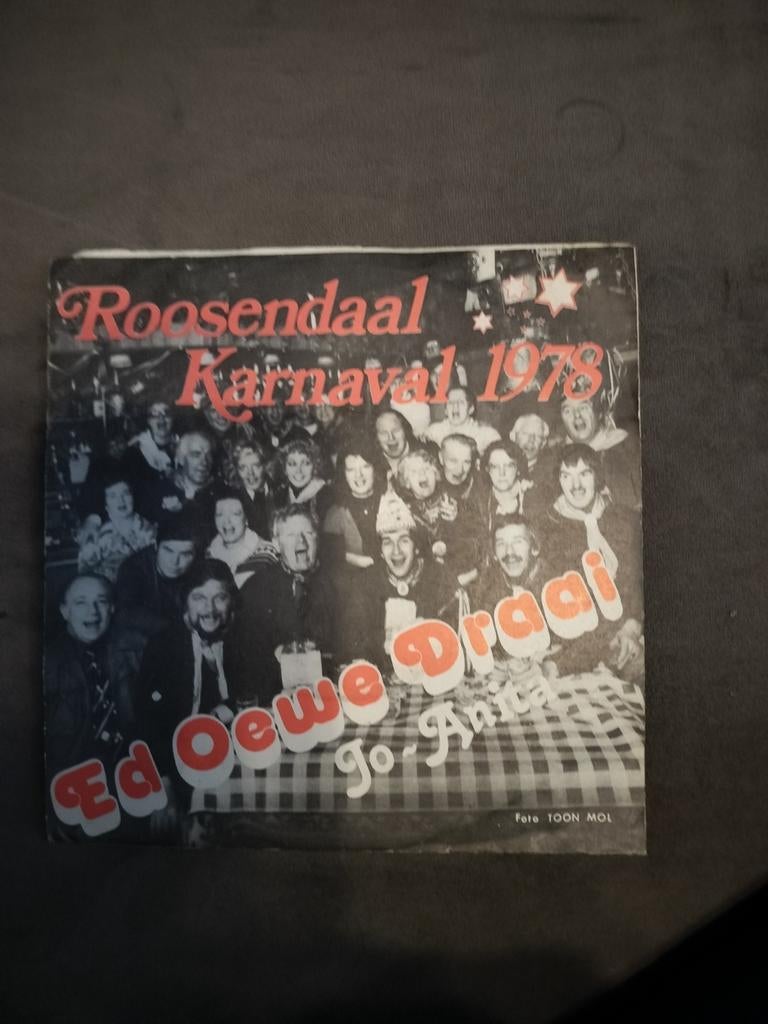 Roosendaal
Karnaval 1978
Ed Oewe Draai
Jo-Anita
Foto TOON MOL